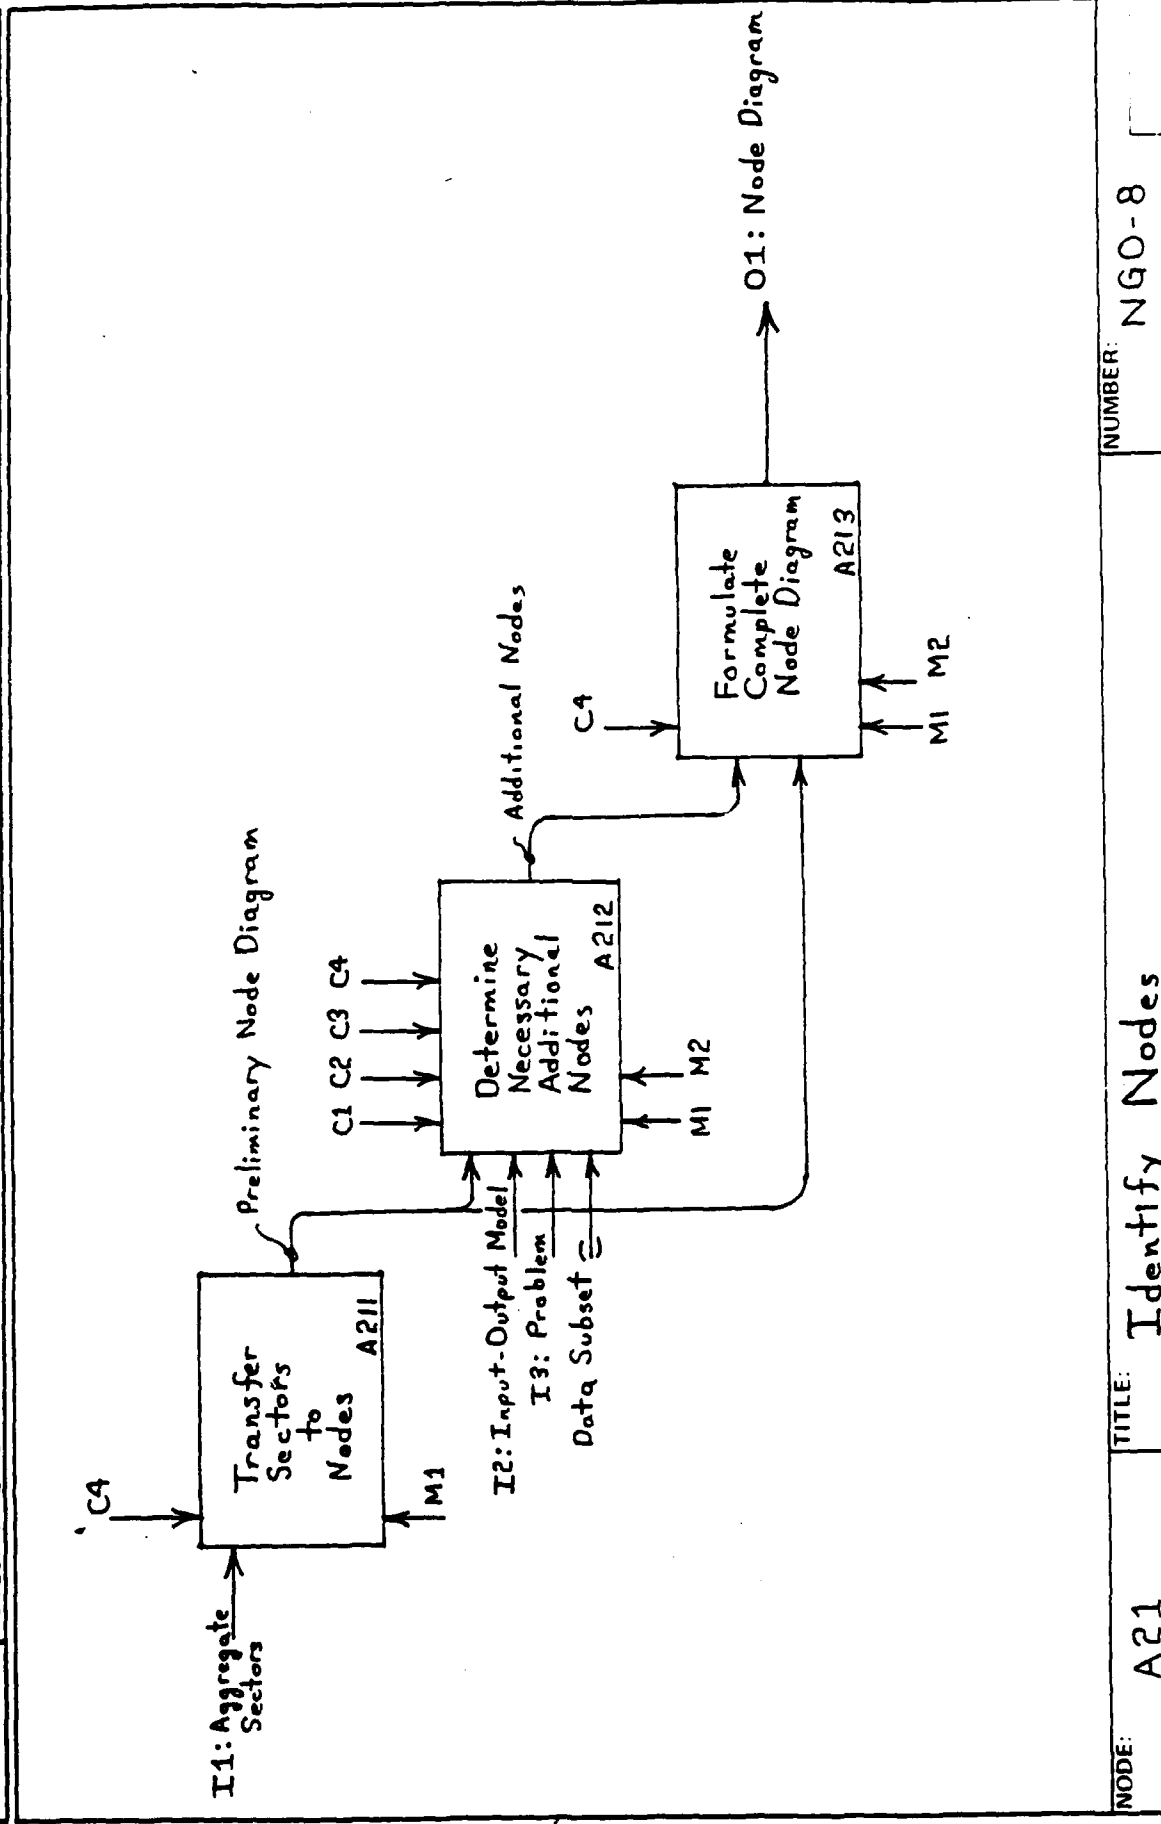 C4
I1: Aggregate
Sectors
Transfer
Sectors
to
Nodes
A211
M1
Preliminary Node Diagram
C1
C2
C3
C4
I2: Input-Output Model
I3: Problem
Data Subset
Determine
Necessary
Additional
Nodes
A212
M1
M2
Additional Nodes
C4
Formulate
Complete
Node Diagram
A213
M1
M2
O1: Node Diagram
NODE:
A21
TITLE:
Identify Nodes
NUMBER:
NGO-8